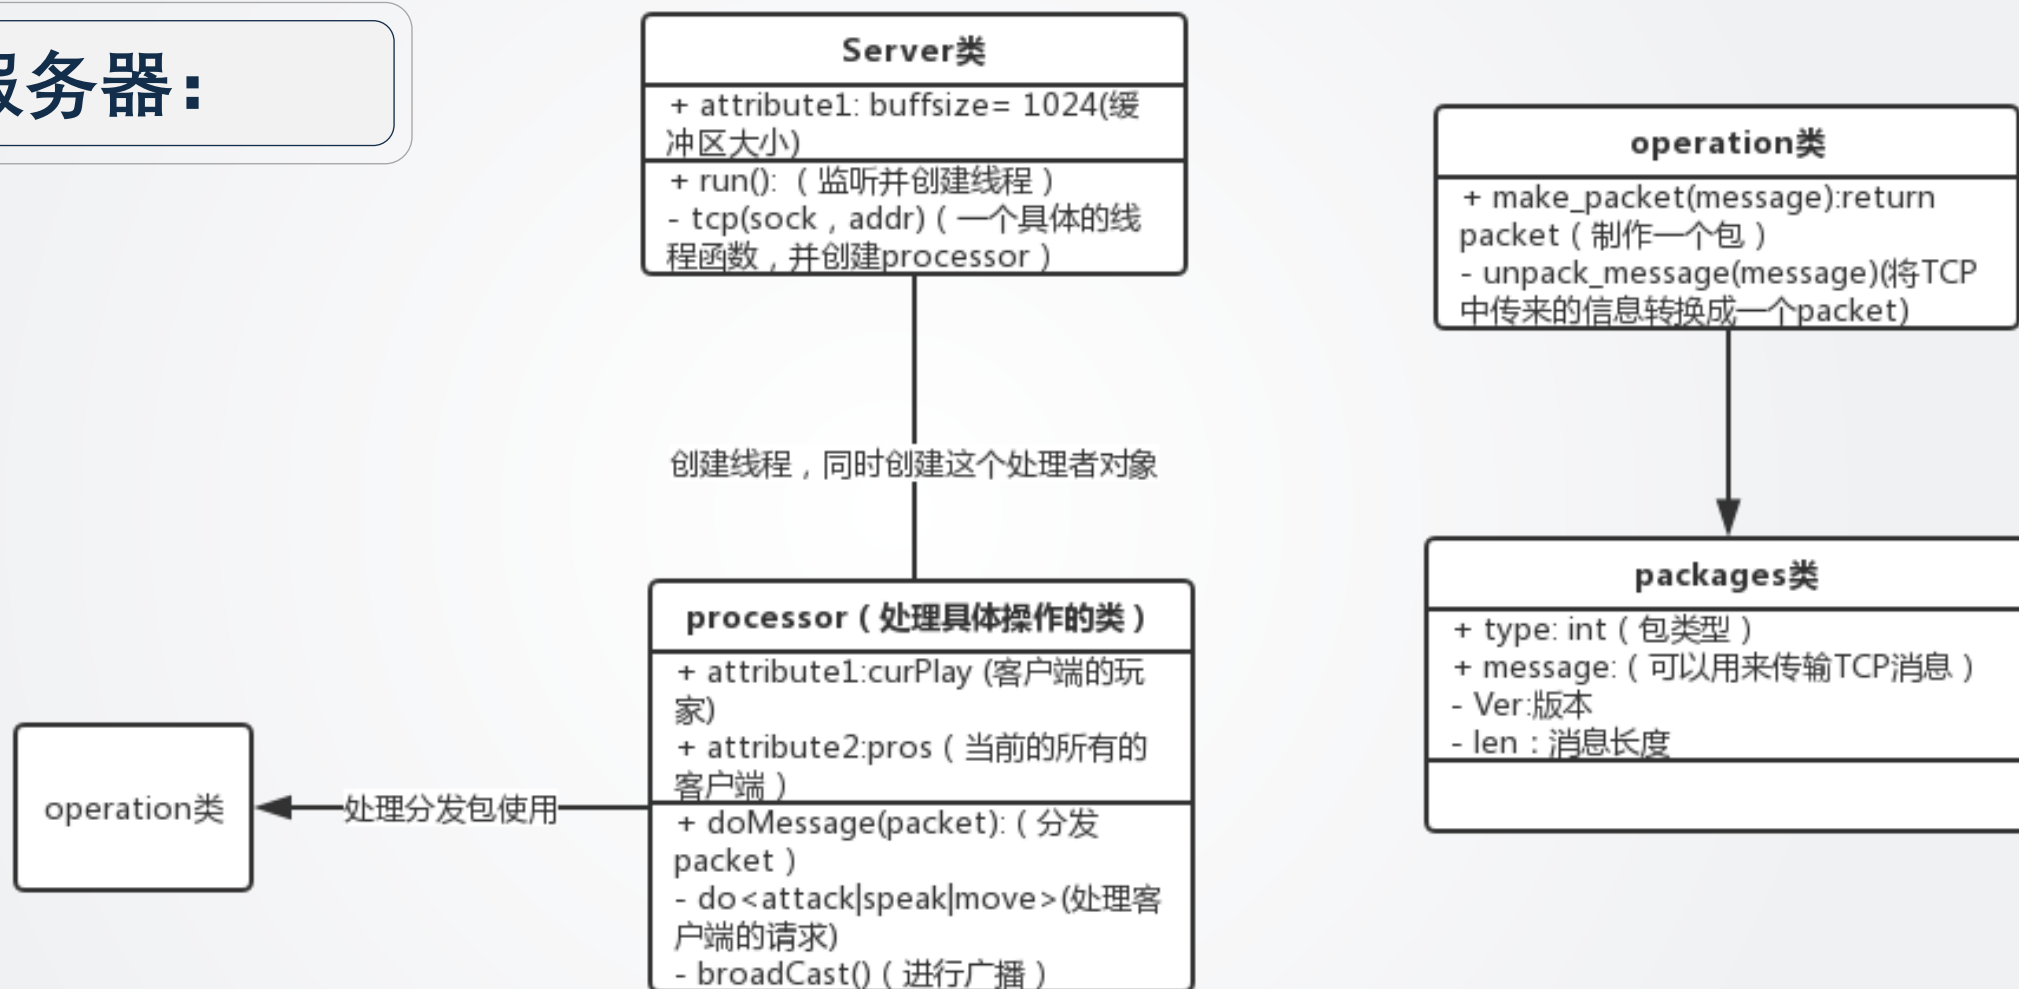 服务器:
Server类
+ attribute1: buffsize= 1024(缓
冲区大小)
+ run(): （监听并创建线程）
- tcp(sock，addr)（一个具体的线
程函数，并创建processor）
创建线程，同时创建这个处理者对象
processor（处理具体操作的类）
+ attribute1:curPlay (客户端的玩
家)
+ attribute2:pros（当前的所有的
客户端）
+ doMessage(packet):（分发
packet）
- do<attack|speak|move>(处理客
户端的请求)
- broadCast()（进行广播）
处理分发包使用
operation类
operation类
+ make_packet(message):return
packet（制作一个包）
- unpack_message(message)(将TCP
中传来的信息转换成一个packet)
packages类
+ type: int（包类型）
+ message:（可以用来传输TCP消息）
- Ver:版本
- len：消息长度